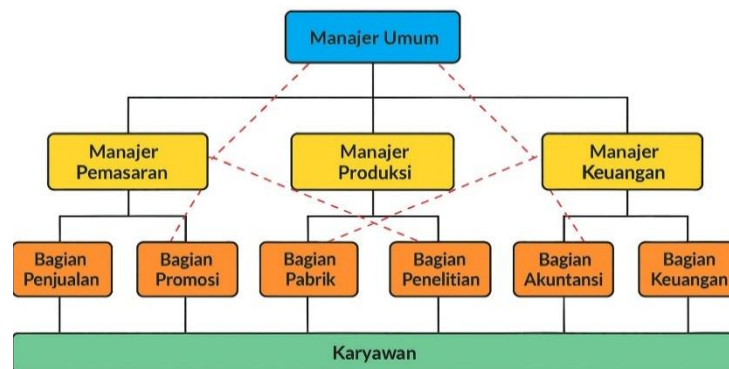 Manajer Umum
Manajer
Pemasaran
Manajer
Produksi
Manajer
Keuangan
Bagian
Penjualan
Bagian
Promosi
Bagian
Pabrik
Bagian
Penelitian
Bagian
Akuntansi
Bagian
Keuangan
Karyawan